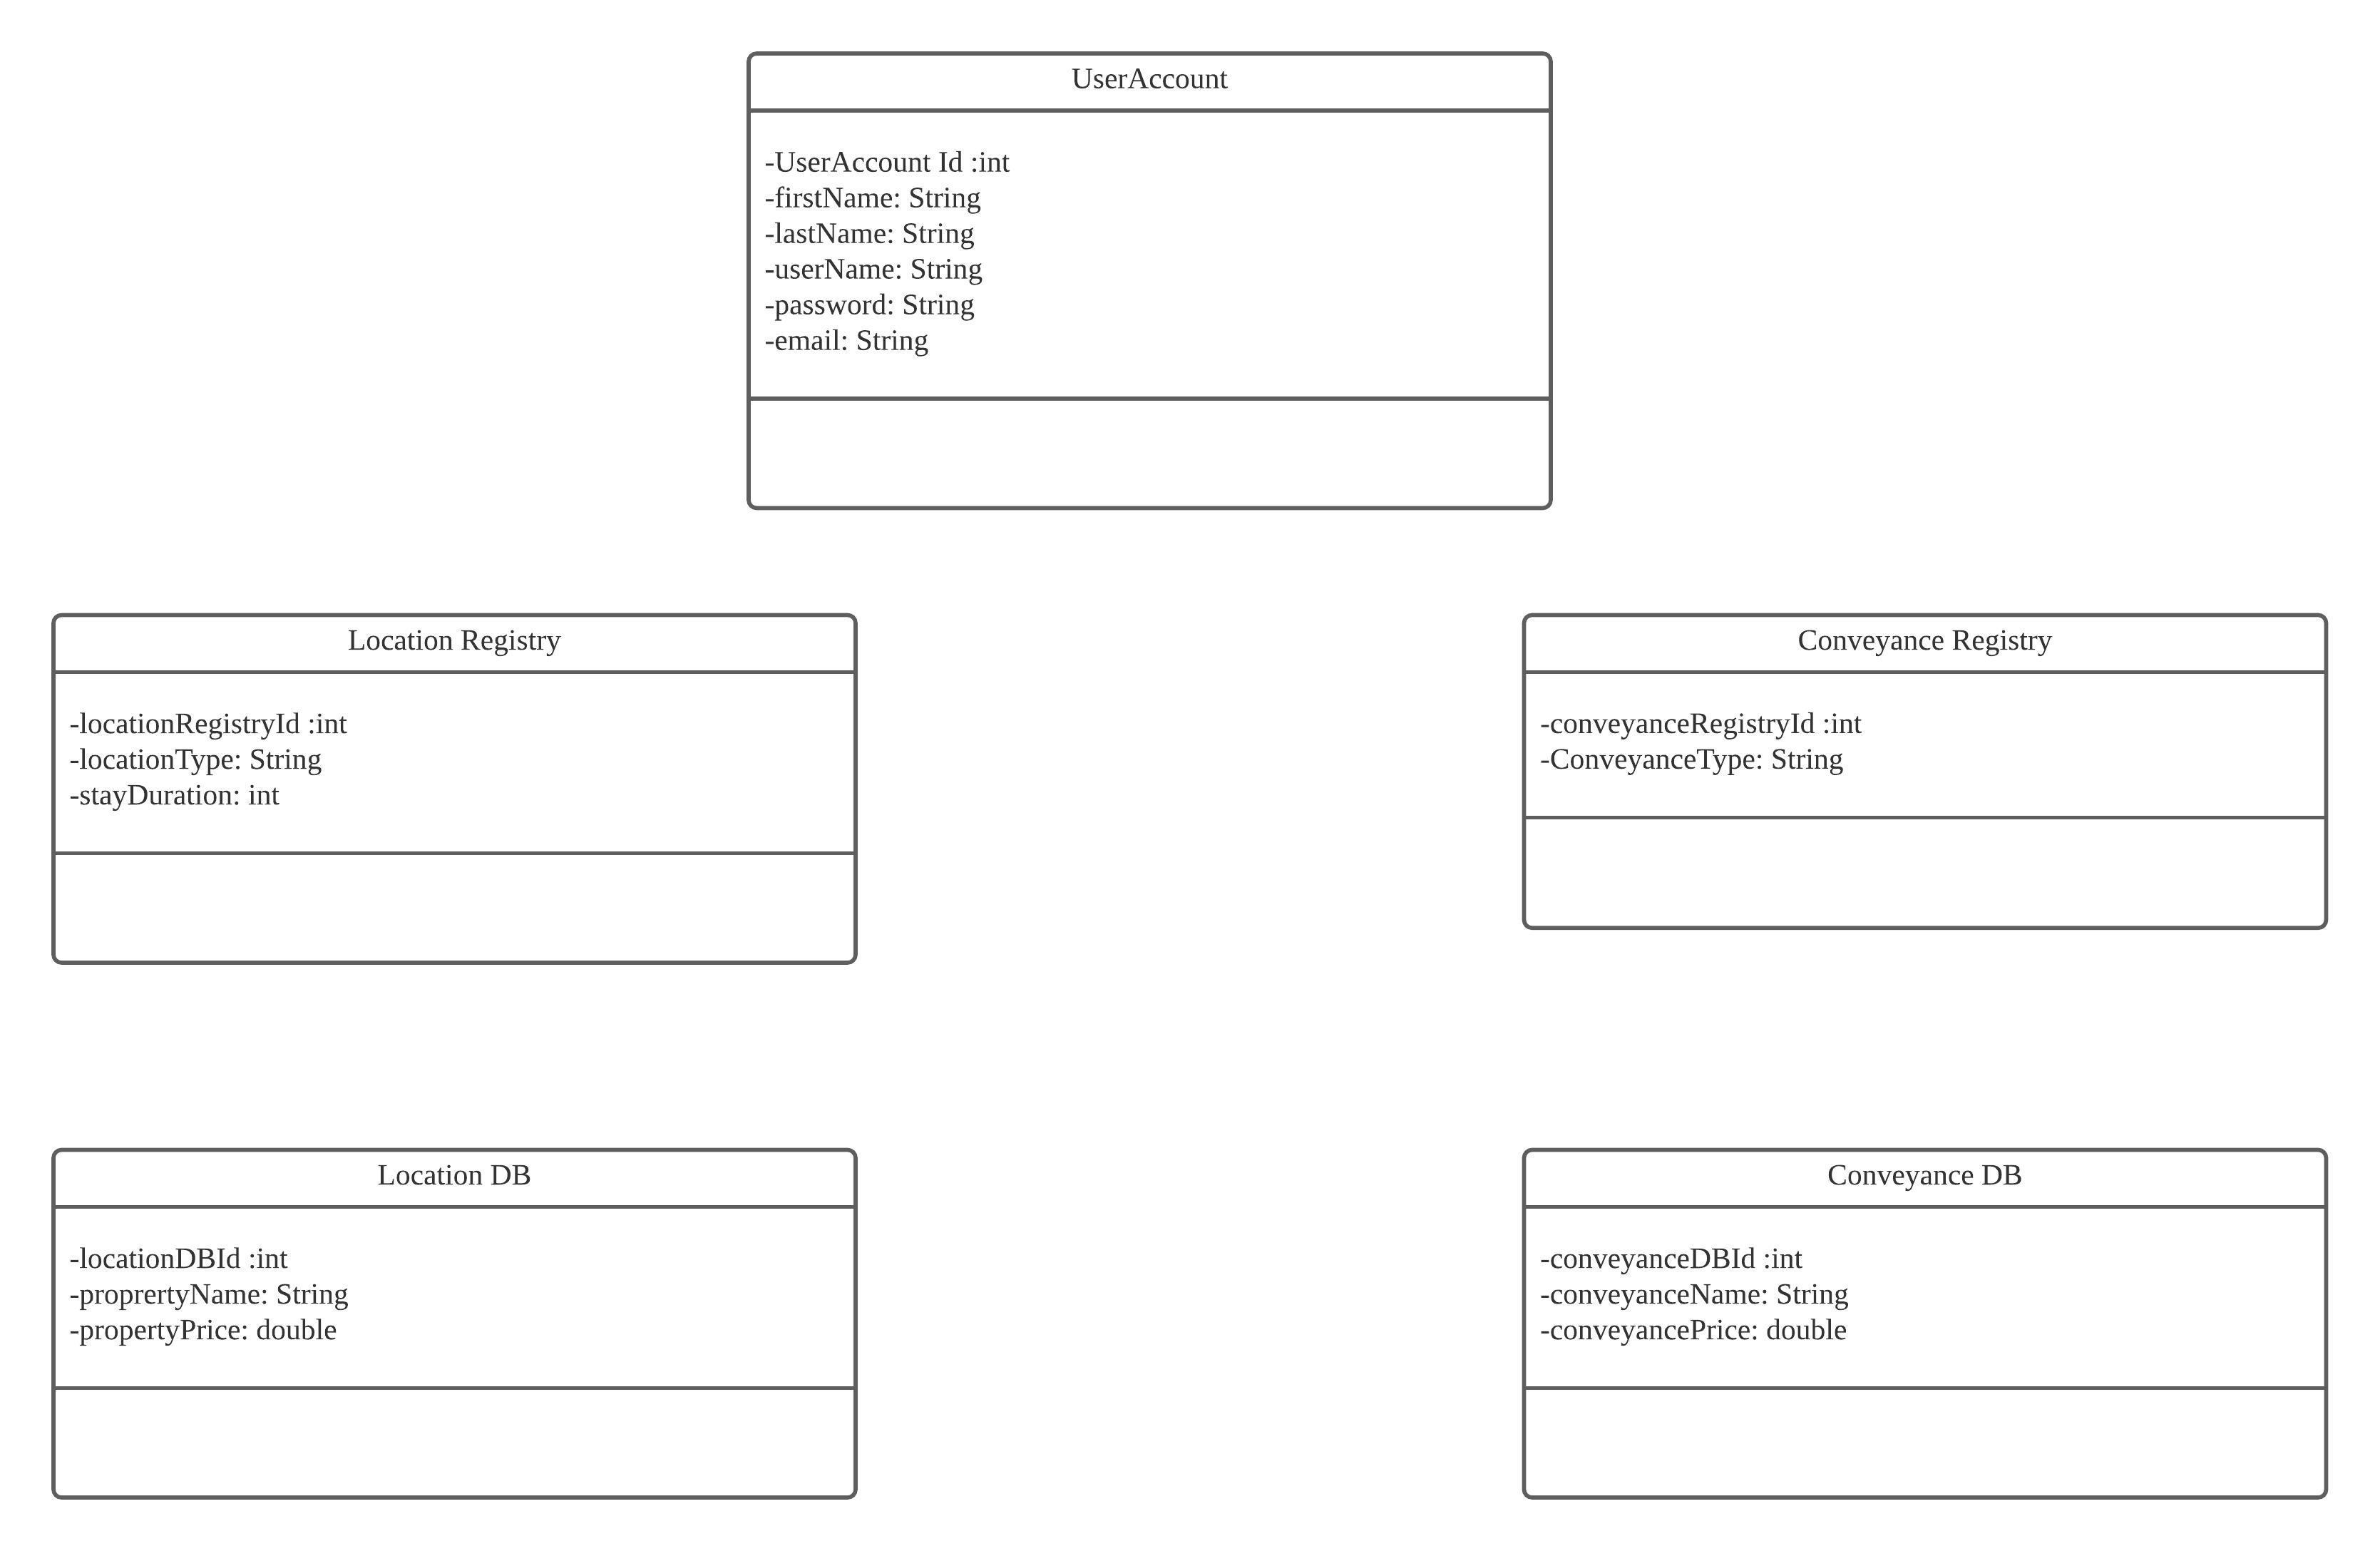 UserAccount
-UserAccount Id :int
-firstName: String
-lastName: String
-userName: String
-password: String
-email: String
Location Registry
-locationRegistryId :int
-locationType: String
-stayDuration: int
Conveyance Registry
-conveyanceRegistryId :int
-ConveyanceType: String
Location DB
-locationDBId :int
-proprertyName: String
-propertyPrice: double
Conveyance DB
-conveyanceDBId :int
-conveyanceName: String
-conveyancePrice: double